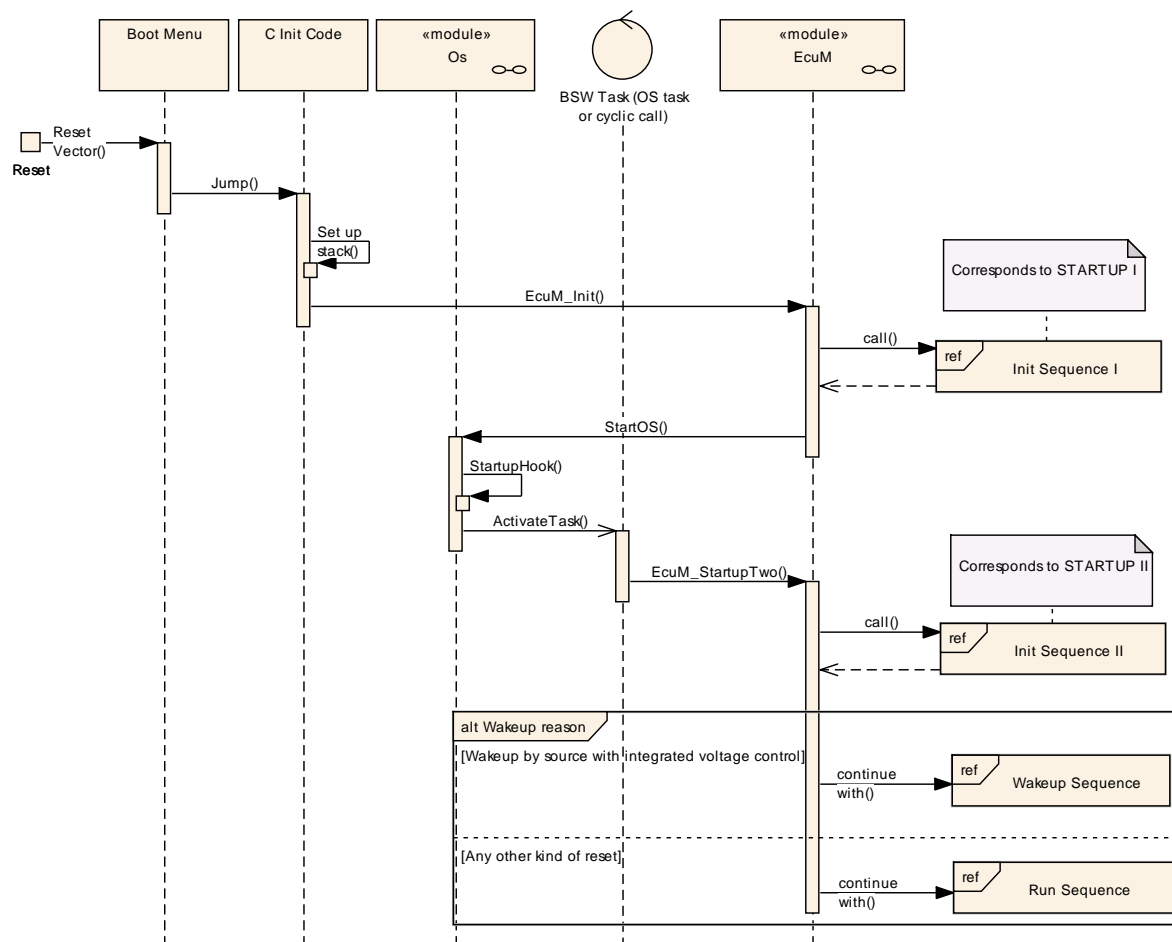 Boot Menu
C Init Code
«module»
Os
BSW Task (OS task
or cyclic call)
«module»
EcuM
Reset
Vector()
Reset
Jump()
Set up
stack()
EcuM_Init()
Corresponds to STARTUP I
call()
ref
Init Sequence I
StartOS()
StartupHook()
ActivateTask()
EcuM_StartupTwo()
Corresponds to STARTUP II
call()
ref
Init Sequence II
alt Wakeup reason
[Wakeup by source with integrated voltage control]
continue
with()
ref
Wakeup Sequence
[Any other kind of reset]
continue
with()
ref
Run Sequence